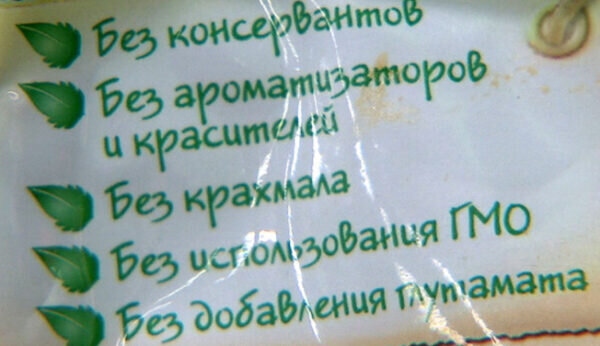 Без консервантов
Без ароматизаторов
и красителей
Без крахмала
Без использования ГМО
Без добавления глутамата